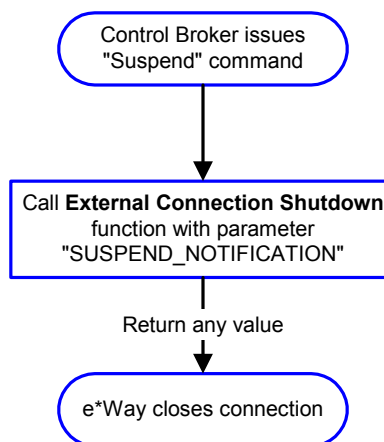 Control Broker issues
"Suspend" command
Call External Connection Shutdown
function with parameter
"SUSPEND_NOTIFICATION"
Return any value
e*Way closes connection